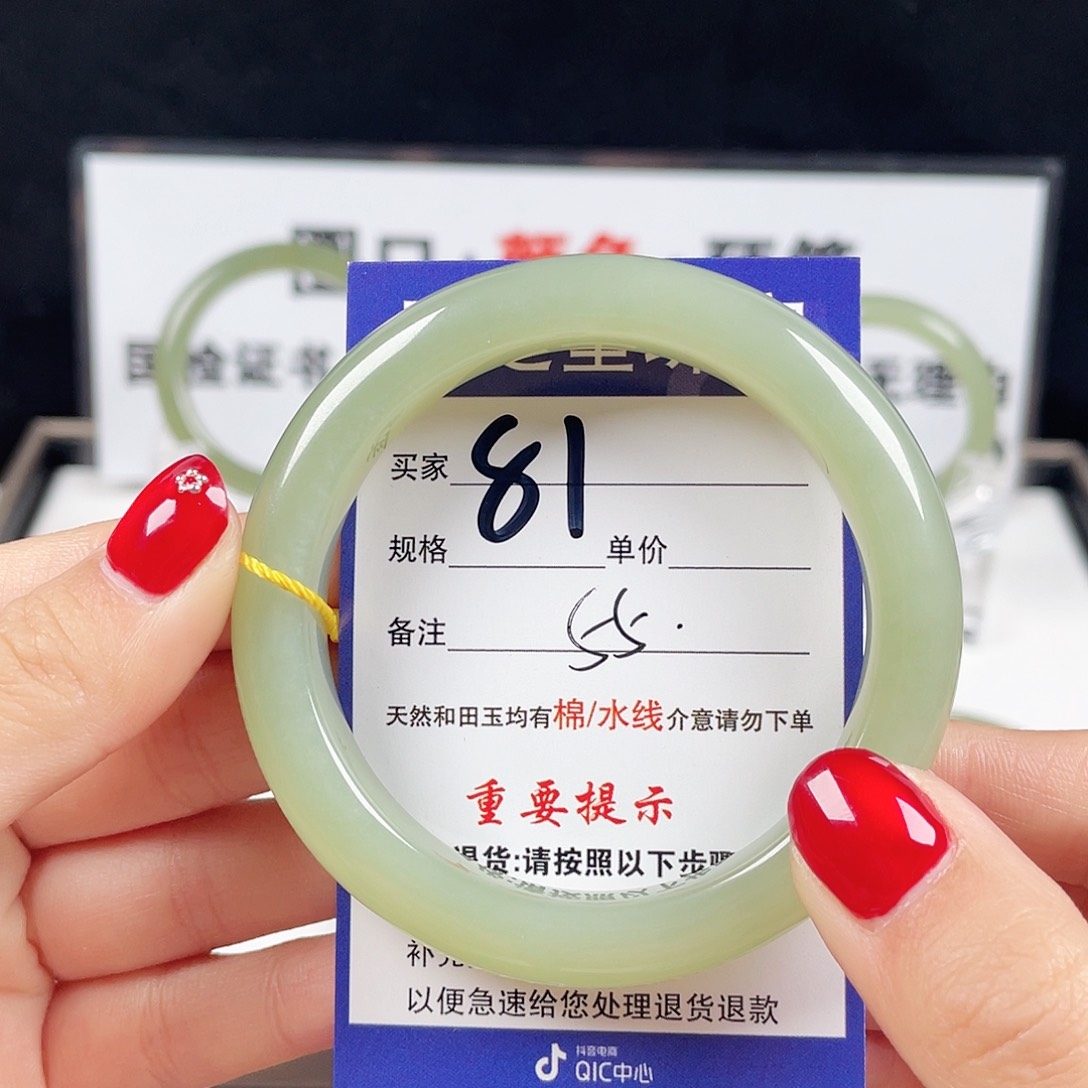 国检证书
买家 81
规格 单价
备注 55.
天然和田玉均有棉/水线介意请勿下单
重要提示
退货:请按照以下步骤
以便急速给您处理退货退款
抖音电商
QIC中心